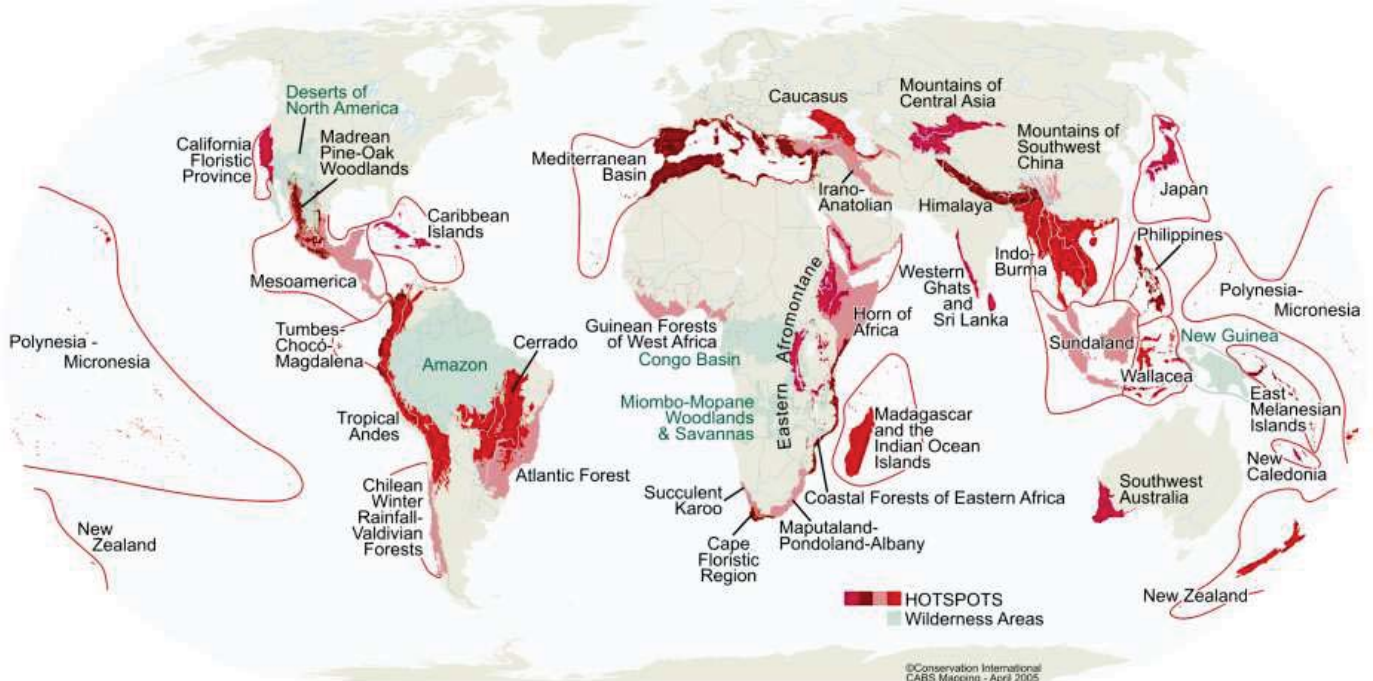 Deserts of
North America
California
Floristic
Province
Madrean
Pine-Oak
Woodlands
Caribbean
Islands
Mesoamerica
Polynesia -
Micronesia
Tumbes-
Chocó-
Magdalena
Amazon
Cerrado
Tropical
Andes
Atlantic Forest
Chilean
Winter
Rainfall-
Valdivian
Forests
New
Zealand
Mediterranean
Basin
Caucasus
Irano-
Anatolian
Mountains of
Central Asia
Mountains of
Southwest
China
Himalaya
Japan
Philippines
Indo-
Burma
Western
Ghats
and
Sri Lanka
Polynesia-
Micronesia
Guinean Forests
of West Africa
Congo Basin
Eastern Afromontane
Horn of
Africa
Miombo-Mopane
Woodlands
& Savannas
Sundaland
Wallacea
New Guinea
East
Melanesian
Islands
New
Caledonia
Madagascar
and the
Indian Ocean
Islands
Succulent
Karoo
Coastal Forests of Eastern Africa
Maputaland-
Pondoland-Albany
Cape
Floristic
Region
Southwest
Australia
New Zealand
HOTSPOTS
Wilderness Areas
©Conservation International
CABS Mapping - April 2005